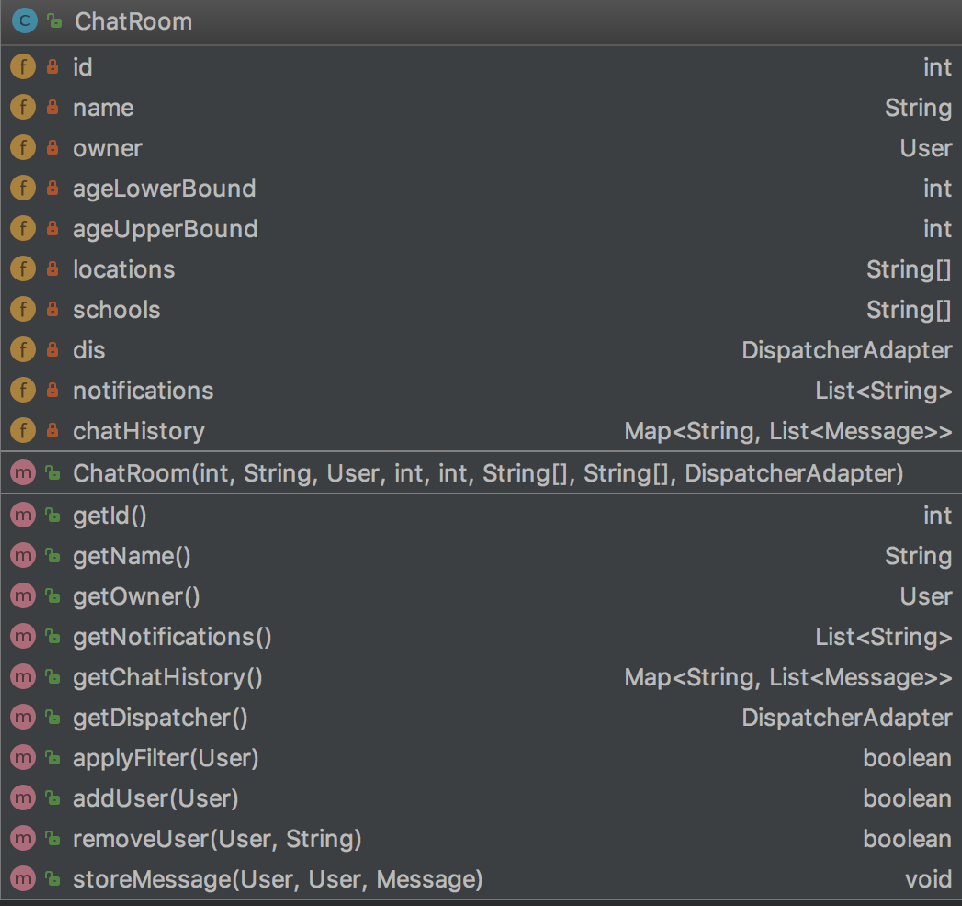 C ChatRoom
f id int
f name String
f owner User
f ageLowerBound int
f ageUpperBound int
f locations String[]
f schools String[]
f dis DispatcherAdapter
f notifications List<String>
f chatHistory Map<String, List<Message>>
m ChatRoom(int, String, User, int, int, String[], String[], DispatcherAdapter)
m getId() int
m getName() String
m getOwner() User
m getNotifications() List<String>
m getChatHistory() Map<String, List<Message>>
m getDispatcher() DispatcherAdapter
m applyFilter(User) boolean
m addUser(User) boolean
m removeUser(User, String) boolean
m storeMessage(User, User, Message) void